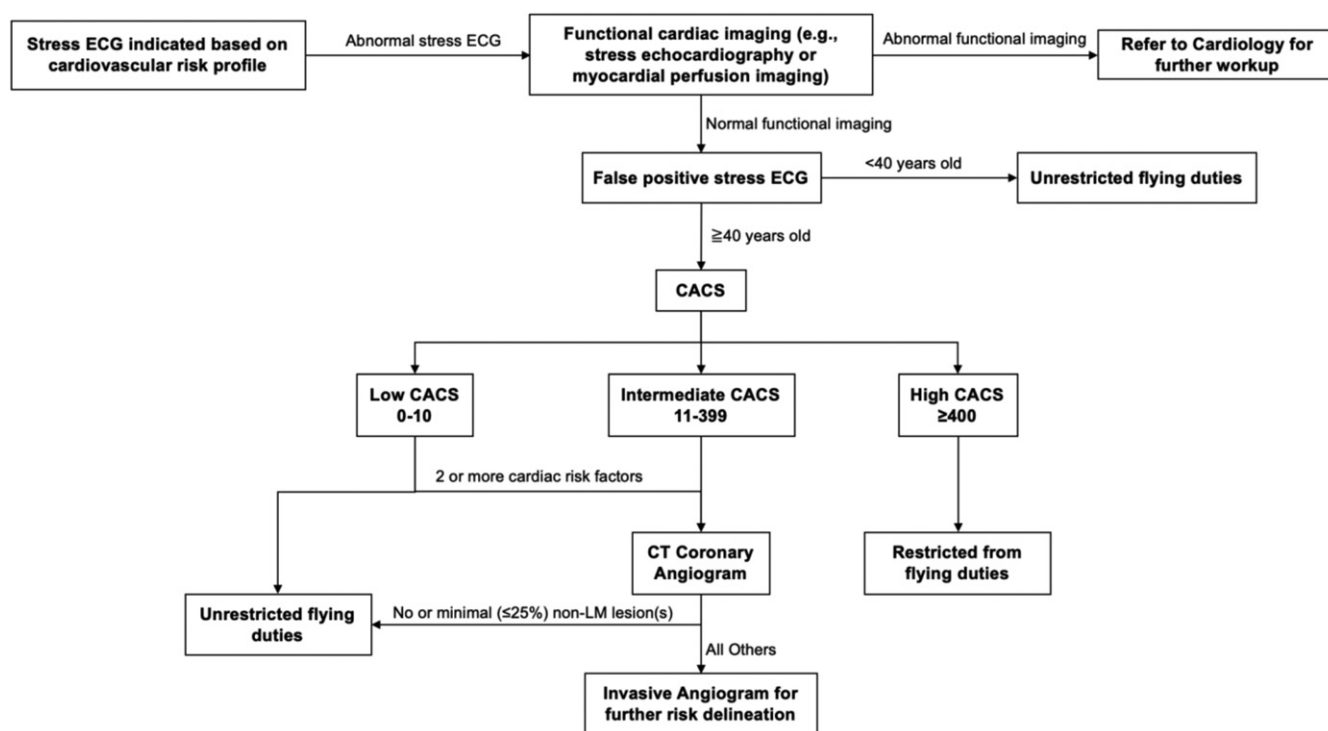 Stress ECG indicated based on
cardiovascular risk profile
Abnormal stress ECG
Functional cardiac imaging (e.g.,
stress echocardiography or
myocardial perfusion imaging)
Abnormal functional imaging
Refer to Cardiology for
further workup
Normal functional imaging
False positive stress ECG
<40 years old
Unrestricted flying duties
≧40 years old
CACS
Low CACS
0-10
Intermediate CACS
11-399
High CACS
≥400
2 or more cardiac risk factors
CT Coronary
Angiogram
Restricted from
flying duties
Unrestricted flying
duties
No or minimal (≤25%) non-LM lesion(s)
All Others
Invasive Angiogram for
further risk delineation